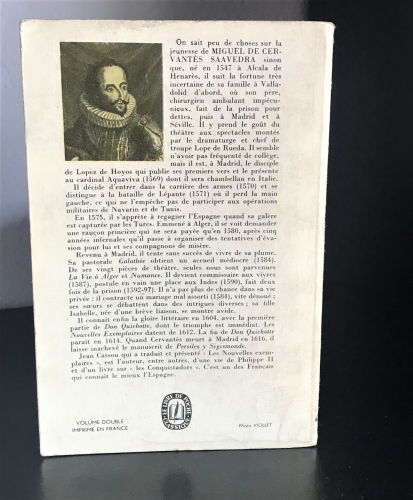 On sait peu de choses sur la
jeunesse de MIGUEL DE CER-
VANTÈS SAAVEDRA sinon
que, né en 1547 à Alcala de
Henarès, il suit la fortune très
incertaine de sa famille à Valla-
dolid d'abord, où son père,
chirurgien ambulant impécu-
nieux, fait de la prison pour
dettes, puis à Madrid et à
Séville. Il y prend le goût du
théâtre aux spectacles montés
par le dramaturge et chef de
troupe Lope de Rueda. Il semble
n'avoir pas fréquenté de collège,
mais il est, à Madrid, le disciple
de Lopez de Hoyos qui publie ses premiers vers et le présente
au cardinal Aquaviva (1569) dont il sera chambellan en Italie.
Il décide d'entrer dans la carrière des armes (1570) et se
distingue à la bataille de Lépante (1571) où il perd la main
gauche, ce qui ne l'empêche pas de participer aux opérations
militaires de Navarin et de Tunis.
En 1575, il s'apprête à regagner l'Espagne quand sa galère
est capturée par les Turcs. Emmené à Alger, il se voit demander
une rançon princière qui ne sera payée qu'en 1580, après cinq
années infernales qu'il passe à organiser des tentatives d'éva-
sion pour lui et ses compagnons de misère.
Revenu à Madrid, il tente sans succès de vivre de sa plume.
Sa pastorale Galathée obtient un accueil médiocre (1584).
De ses vingt pièces de théâtre, seules nous sont parvenues
La Vie à Alger et Numance. Il devient commissaire aux vivres
(1587), postule en vain une place aux Indes (1590), fait deux
fois de la prison (1592-97). Il n'a pas plus de chance dans sa vie
privée : il contracte un mariage mal assorti (1584), vite dénoué ;
ses sœurs se débattent dans des intrigues diverses ; sa fille
Isabelle, née d'une brève liaison, se montre avide.
Il connaît enfin la gloire littéraire en 1604, avec la première
partie de Don Quichotte, dont le triomphe est immédiat. Les
Nouvelles Exemplaires datent de 1612. La fin de Don Quichotte
paraît en 1614. Quand Cervantès meurt à Madrid en 1616, il
laisse inachevé le manuscrit de Persiles y Sigismonde.
Jean Cassou qui a traduit et présenté « Les Nouvelles exem-
plaires », est l'auteur, entre autres, d'une vie de Philippe II
et d'un livre sur « les Conquistadors ». C'est un des Français
qui connaît le mieux l'Espagne.
VOLUME DOUBLE
IMPRIMÉ EN FRANCE
LE LIVRE DE POCHE
CLASSIQUE
Photo VIOLLET